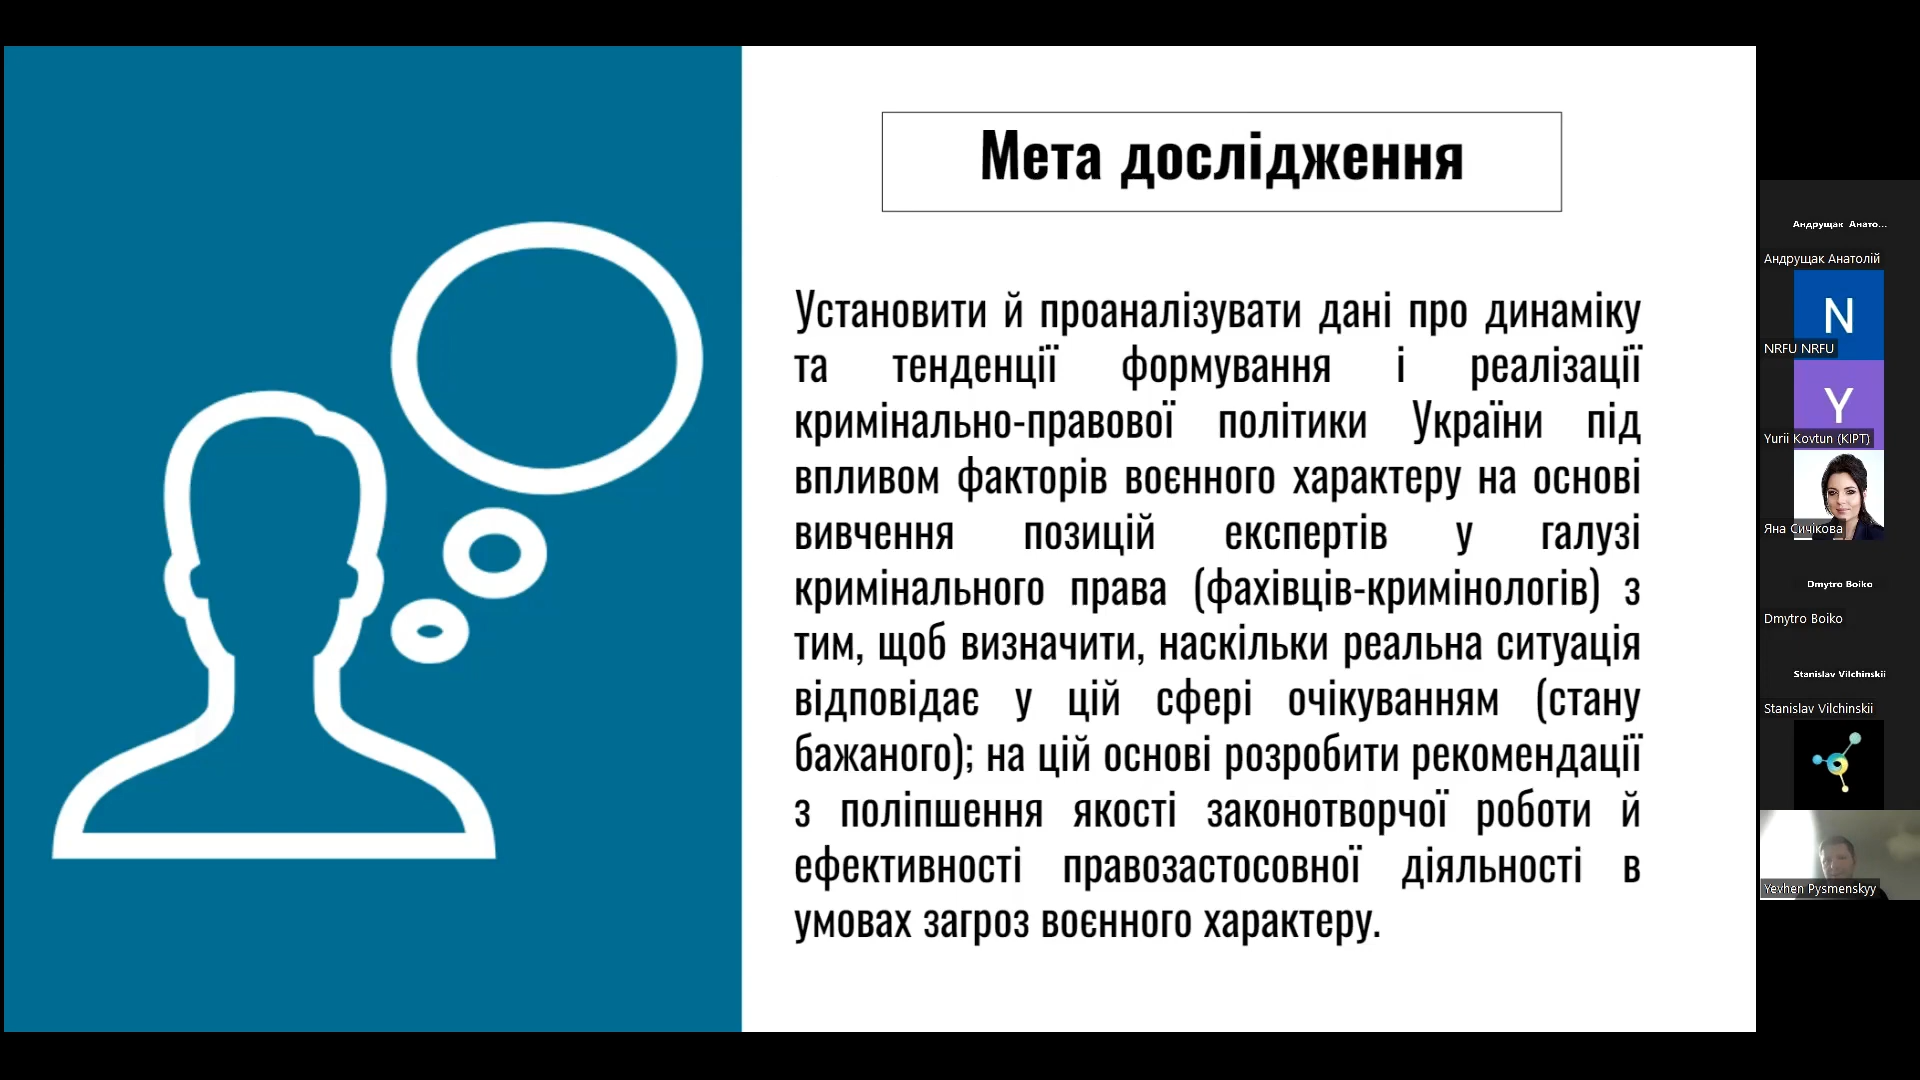 Мета дослідження
Установити й проаналізувати дані про динаміку
та тенденції формування і реалізації
кримінально-правової політики України під
впливом факторів воєнного характеру на основі
вивчення позицій експертів у галузі
кримінального права (фахівців-кримінологів) з
тим, щоб визначити, наскільки реальна ситуація
відповідає у цій сфері очікуванням (стану
бажаного); на цій основі розробити рекомендації
з поліпшення якості законотворчої роботи й
ефективності правозастосовної діяльності в
умовах загроз воєнного характеру.
Андрущак Анато...
Андрущак Анатолій
N
NRFU NRFU
Y
Yurii Kovtun (KIPT)
Яна Сичікова
Dmytro Boiko
Dmytro Boiko
Stanislav Vilchinskii
Stanislav Vilchinskii
Yevhen Pysmenskyy